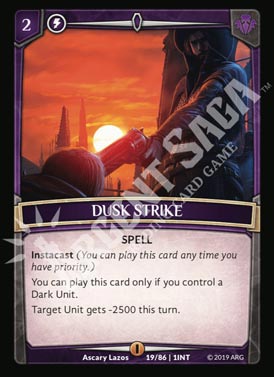 2
DUSK STRIKE
SPELL
Instacast (You can play this card any time you
have priority.)
You can play this card only if you control a
Dark Unit.
Target Unit gets -2500 this turn.
Ascary Lazos 19/86 | 1INT ©2019 ARG
ARGENT SAGA
TRADING CARD GAME